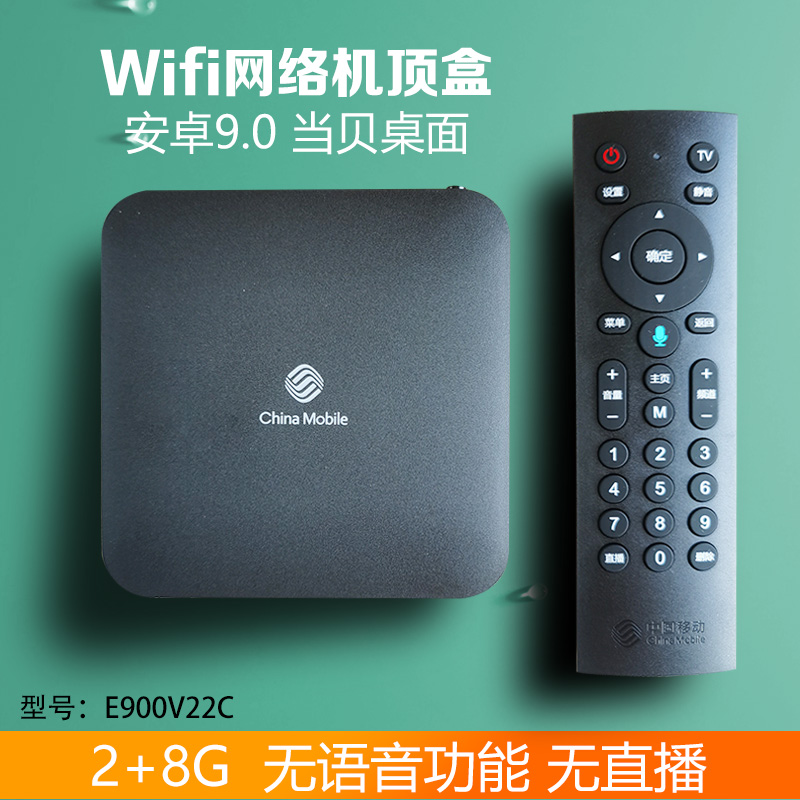 Wifi网络机顶盒
安卓9.0 当贝桌面
TV
设置 静音
确定
菜单 返回
+ 主页 +
音量 频道
- M -
1 2 3
4 5 6
7 8 9
直播 0 删除
China Mobile
中国移动
China Mobile
型号：E900V22C
2+8G 无语音功能 无直播